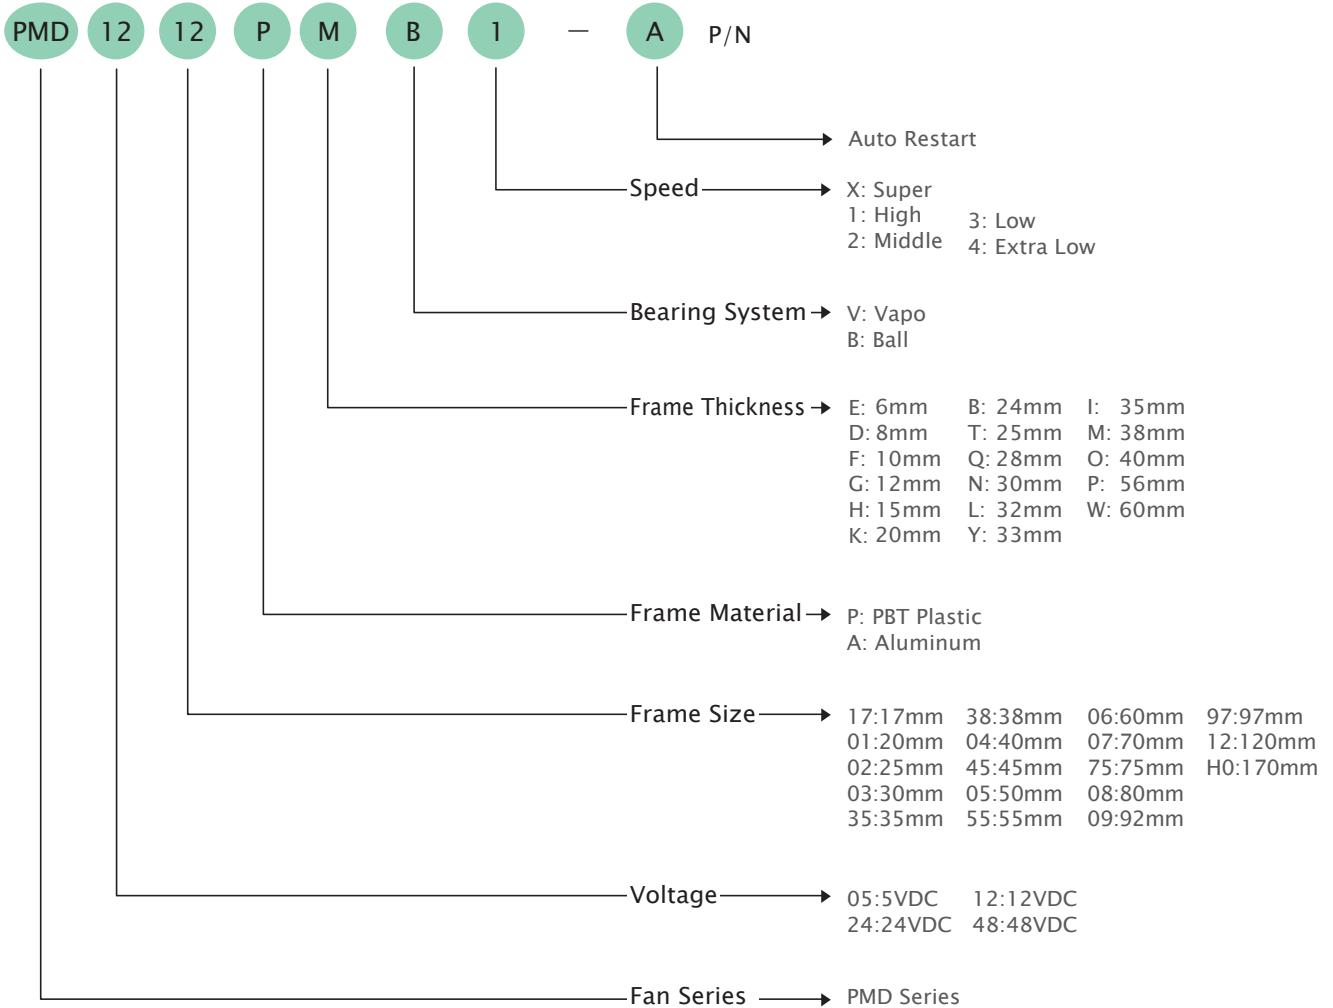 PMD 12 12 P M B 1 — A P/N
Auto Restart
Speed X: Super
1: High 3: Low
2: Middle 4: Extra Low
Bearing System V: Vapo
B: Ball
Frame Thickness E: 6mm B: 24mm I: 35mm
D: 8mm T: 25mm M: 38mm
F: 10mm Q: 28mm O: 40mm
G: 12mm N: 30mm P: 56mm
H: 15mm L: 32mm W: 60mm
K: 20mm Y: 33mm
Frame Material P: PBT Plastic
A: Aluminum
Frame Size 17:17mm 38:38mm 06:60mm 97:97mm
01:20mm 04:40mm 07:70mm 12:120mm
02:25mm 45:45mm 75:75mm H0:170mm
03:30mm 05:50mm 08:80mm
35:35mm 55:55mm 09:92mm
Voltage 05:5VDC 12:12VDC
24:24VDC 48:48VDC
Fan Series PMD Series